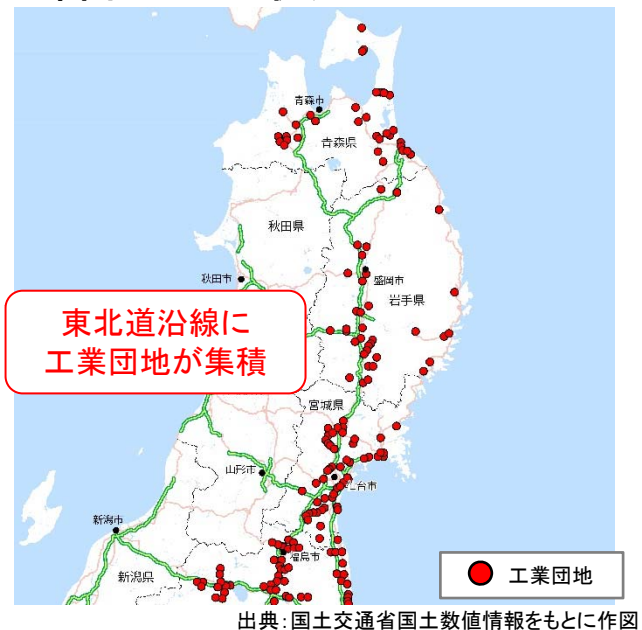 青森市
青森県
秋田県
秋田市
盛岡市
岩手県
東北道沿線に
工業団地が集積
宮城県
山形市
仙台市
新潟市
福島市
新潟県
工業団地
出典：国土交通省国土数値情報をもとに作図